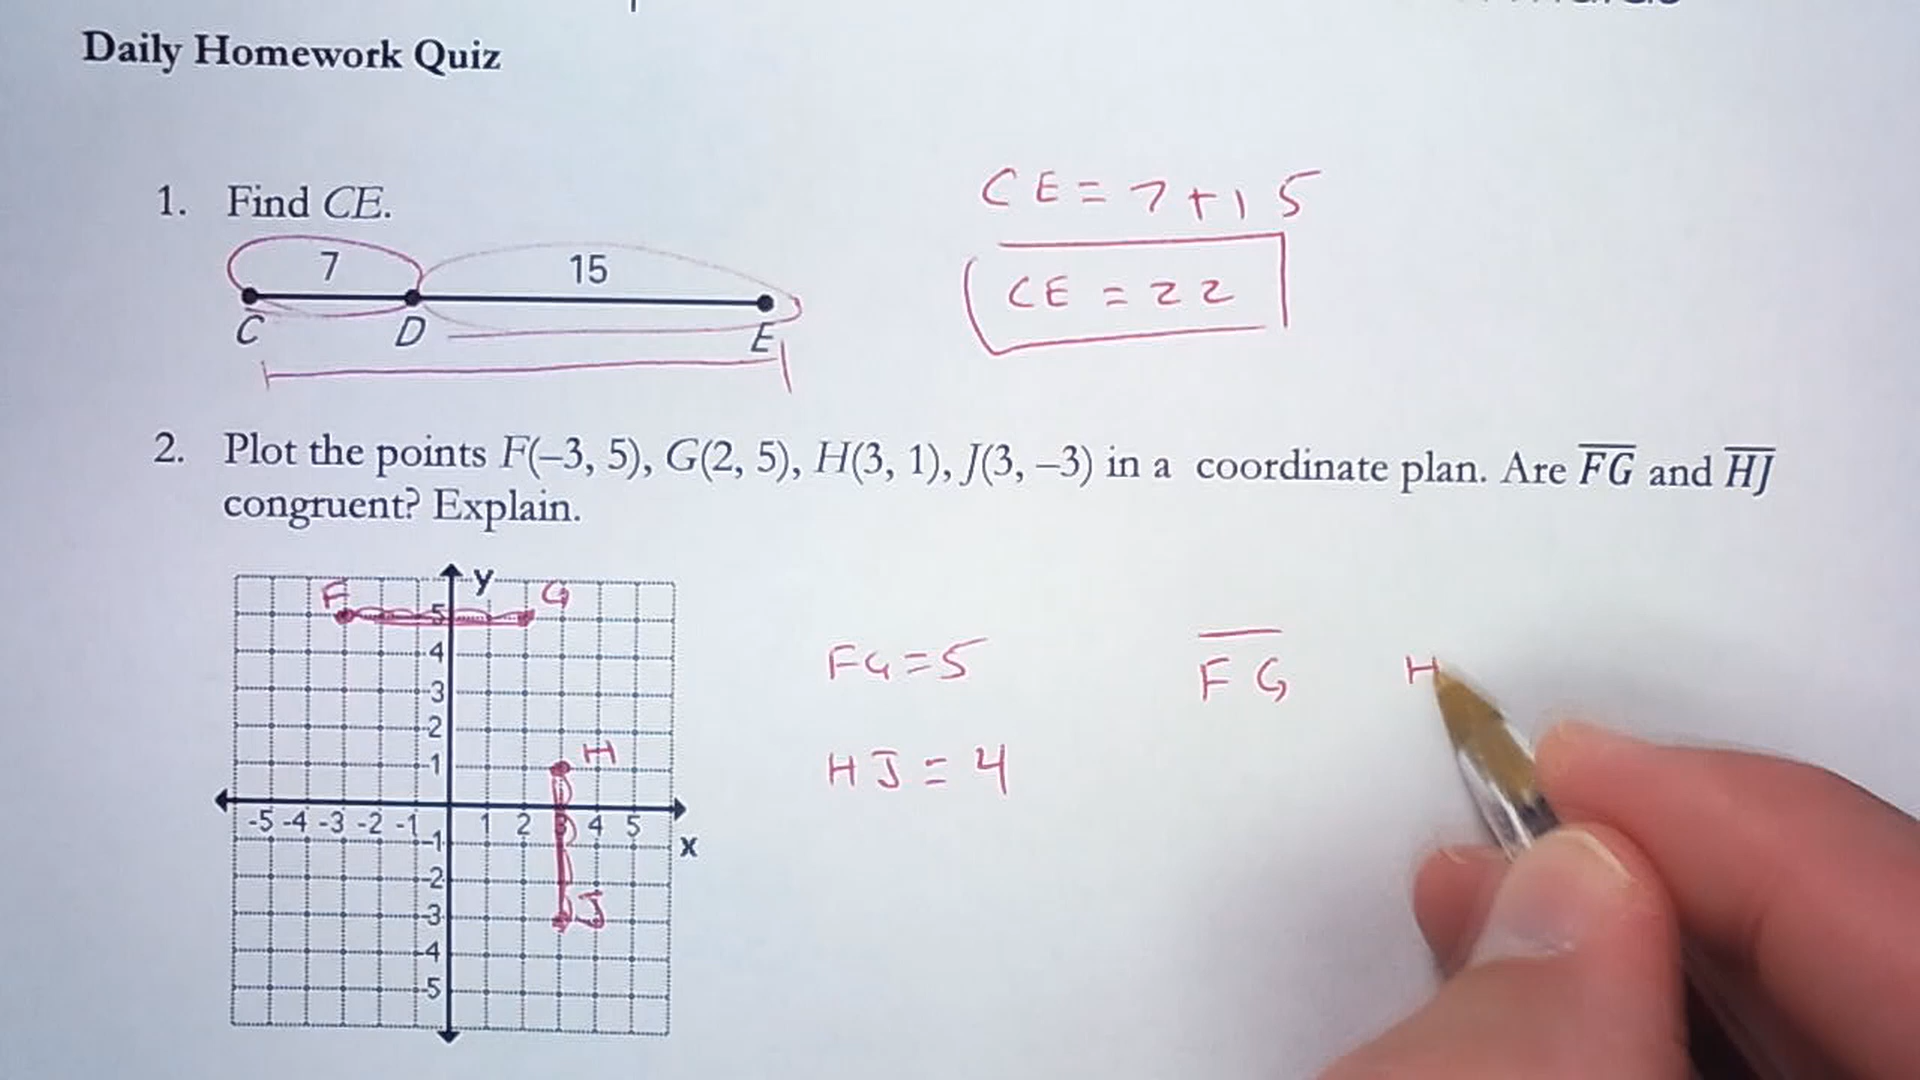 Daily Homework Quiz
1. Find CE.
CE = 7 + 15
7 15
C D E
CE = 22
2. Plot the points F(–3, 5), G(2, 5), H(3, 1), J(3, –3) in a coordinate plan. Are FG and HJ
congruent? Explain.
y
F G
5
4
3
2
1
H
-5 -4 -3 -2 -1 1 2 3 4 5
x
-1
-2
-3
J
-4
-5
FG = 5
HJ = 4
FG H